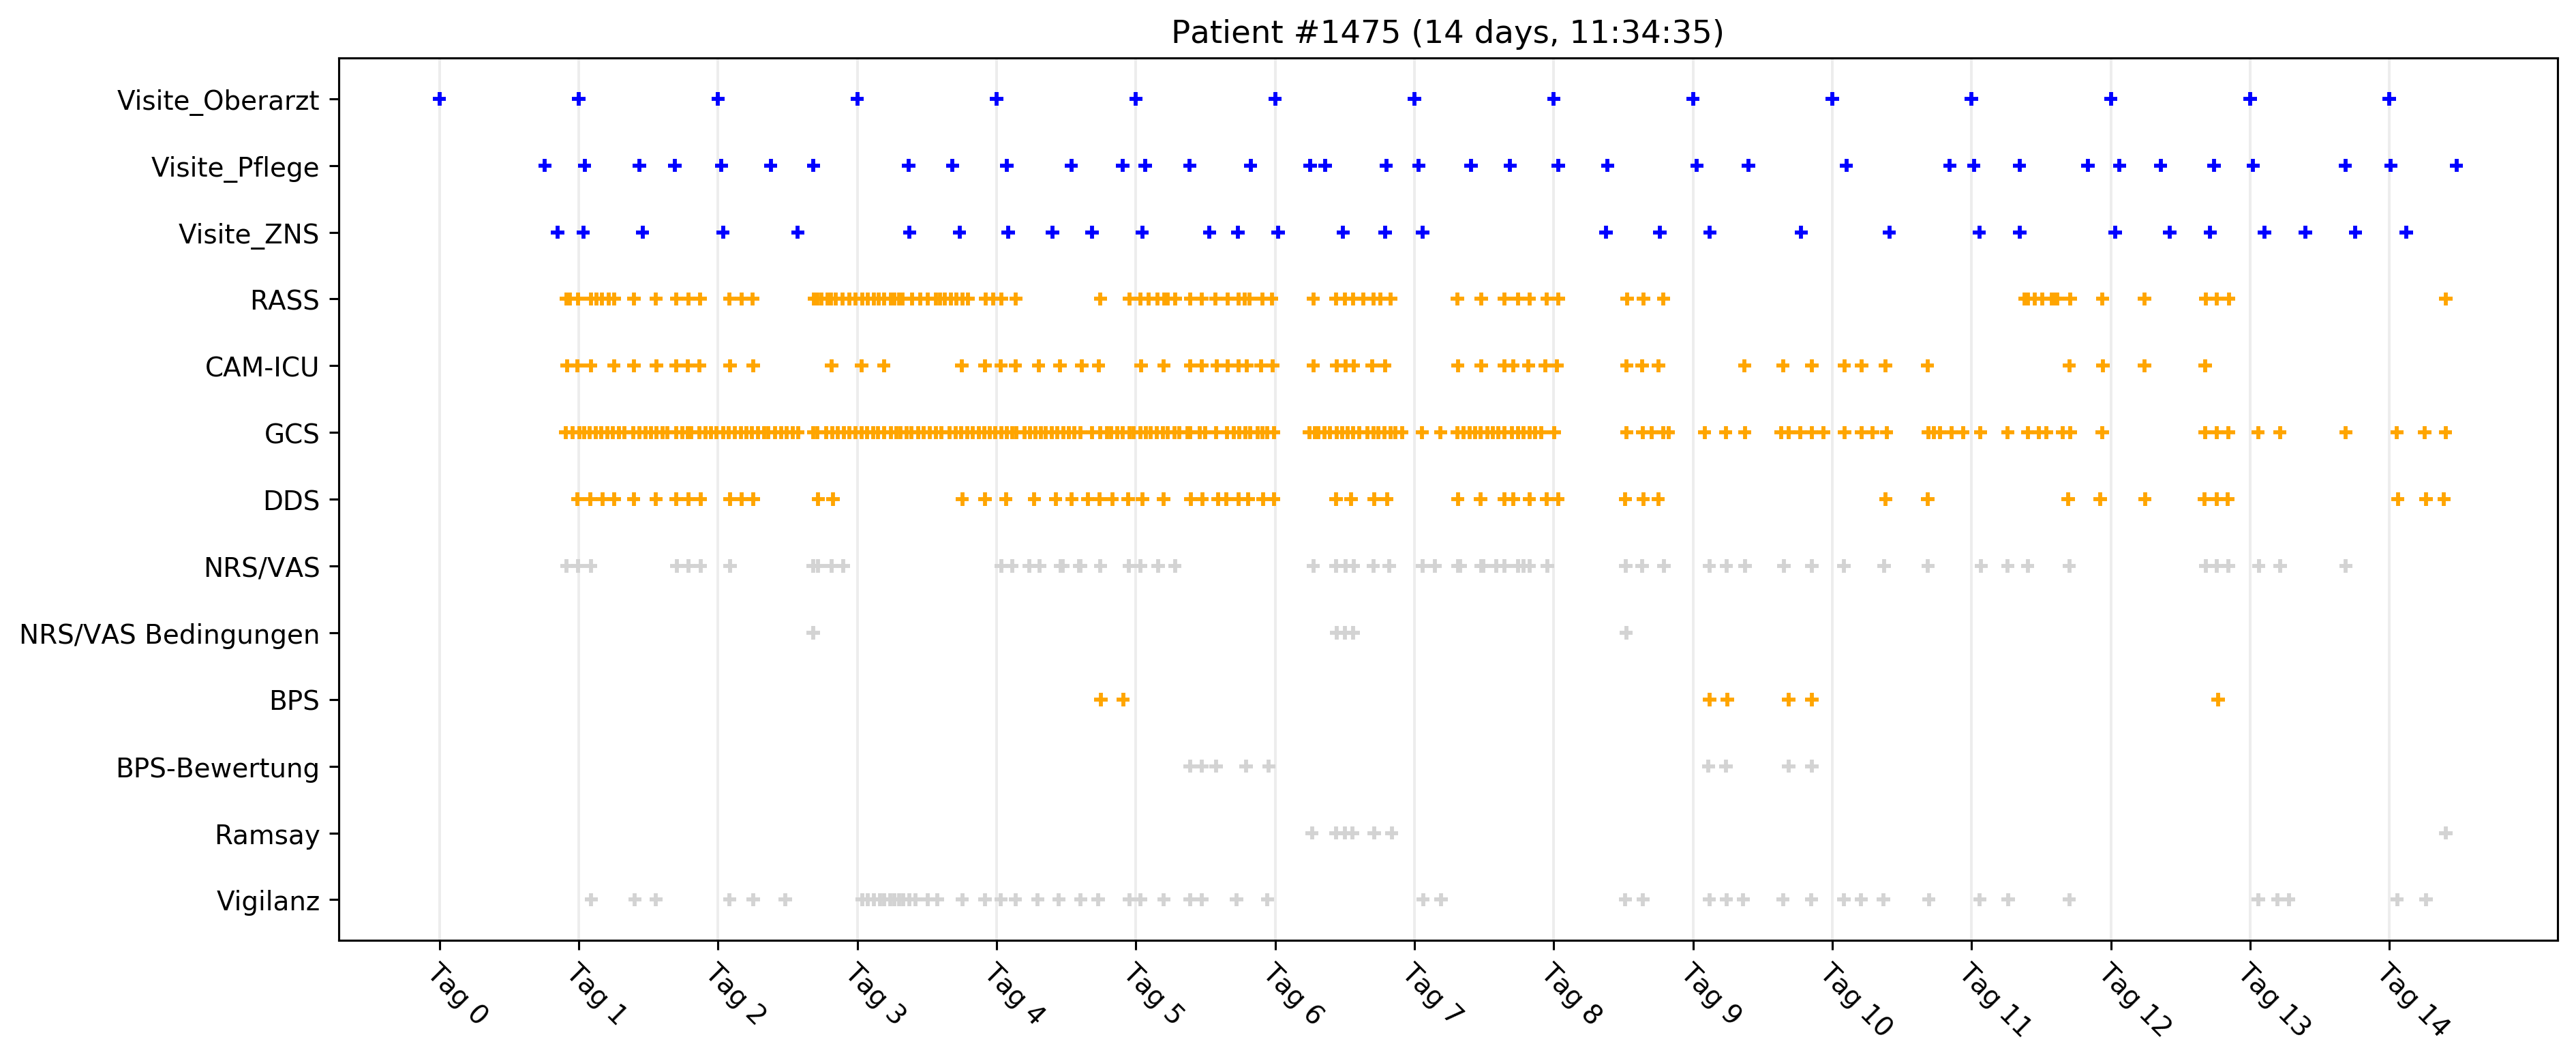 Patient #1475 (14 days, 11:34:35)
Visite_Oberarzt
Visite_Pflege
Visite_ZNS
RASS
CAM-ICU
GCS
DDS
NRS/VAS
NRS/VAS Bedingungen
BPS
BPS-Bewertung
Ramsay
Vigilanz
Tag 0
Tag 1
Tag 2
Tag 3
Tag 4
Tag 5
Tag 6
Tag 7
Tag 8
Tag 9
Tag 10
Tag 11
Tag 12
Tag 13
Tag 14